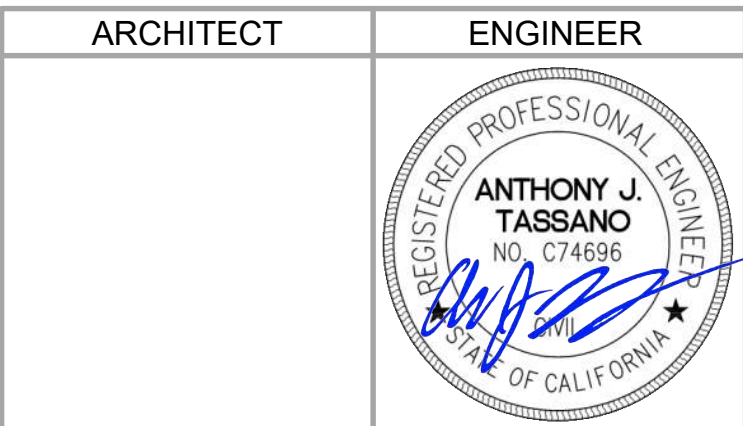 ARCHITECT
ENGINEER
REGISTERED PROFESSIONAL ENGINEER
ANTHONY J.
TASSANO
NO. C74696
CIVIL
STATE OF CALIFORNIA